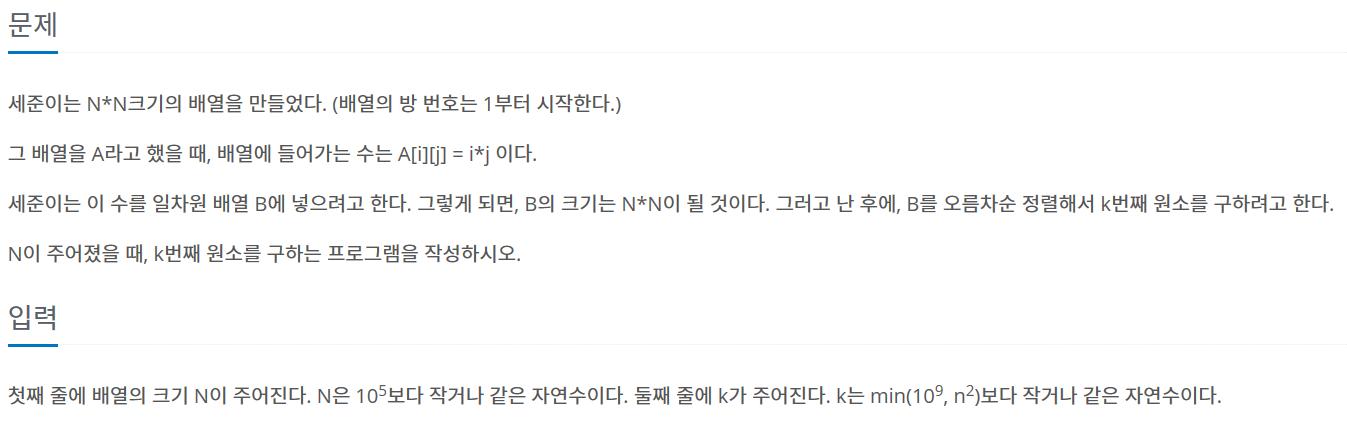 문제
세준이는 N*N크기의 배열을 만들었다. (배열의 방 번호는 1부터 시작한다.)
그 배열을 A라고 했을 때, 배열에 들어가는 수는 A[i][j] = i*j 이다.
세준이는 이 수를 일차원 배열 B에 넣으려고 한다. 그렇게 되면, B의 크기는 N*N이 될 것이다. 그러고 난 후에, B를 오름차순 정렬해서 k번째 원소를 구하려고 한다.
N이 주어졌을 때, k번째 원소를 구하는 프로그램을 작성하시오.
입력
첫째 줄에 배열의 크기 N이 주어진다. N은 10⁵보다 작거나 같은 자연수이다. 둘째 줄에 k가 주어진다. k는 min(10⁹, n²)보다 작거나 같은 자연수이다.